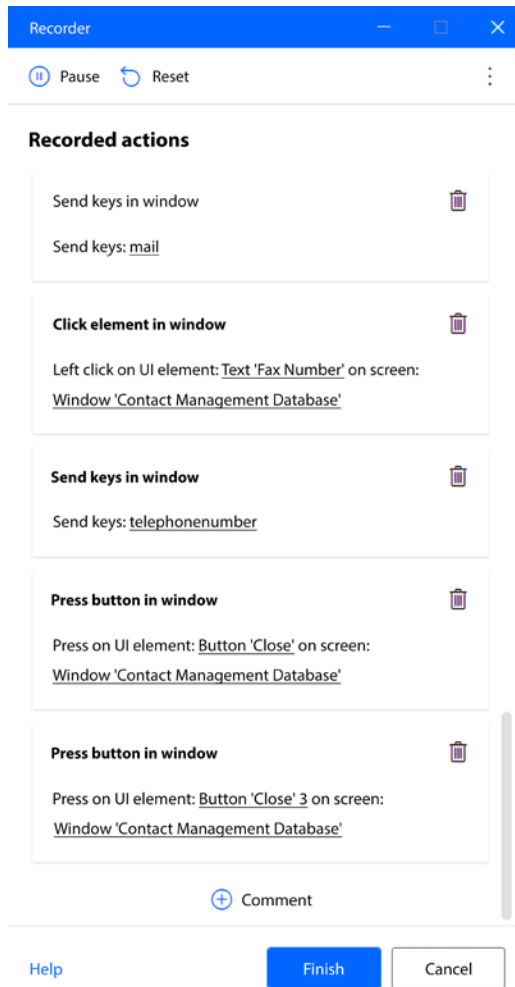 Recorder
Pause Reset
Recorded actions
Send keys in window
Send keys: mail
Click element in window
Left click on UI element: Text 'Fax Number' on screen:
Window 'Contact Management Database'
Send keys in window
Send keys: telephonenumber
Press button in window
Press on UI element: Button 'Close' on screen:
Window 'Contact Management Database'
Press button in window
Press on UI element: Button 'Close' 3 on screen:
Window 'Contact Management Database'
Comment
Help Finish Cancel